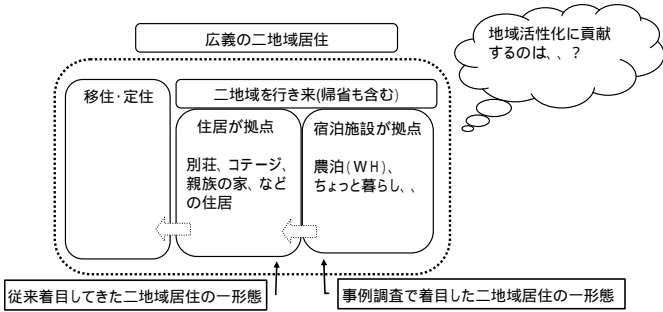 広義の二地域居住
地域活性化に貢献
するのは、、?
移住・定住
二地域を行き来(帰省も含む)
住居が拠点
別荘、コテージ、
親族の家、など
の住居
宿泊施設が拠点
農泊(WH)、
ちょっと暮らし、、
従来着目してきた二地域居住の一形態
事例調査で着目した二地域居住の一形態